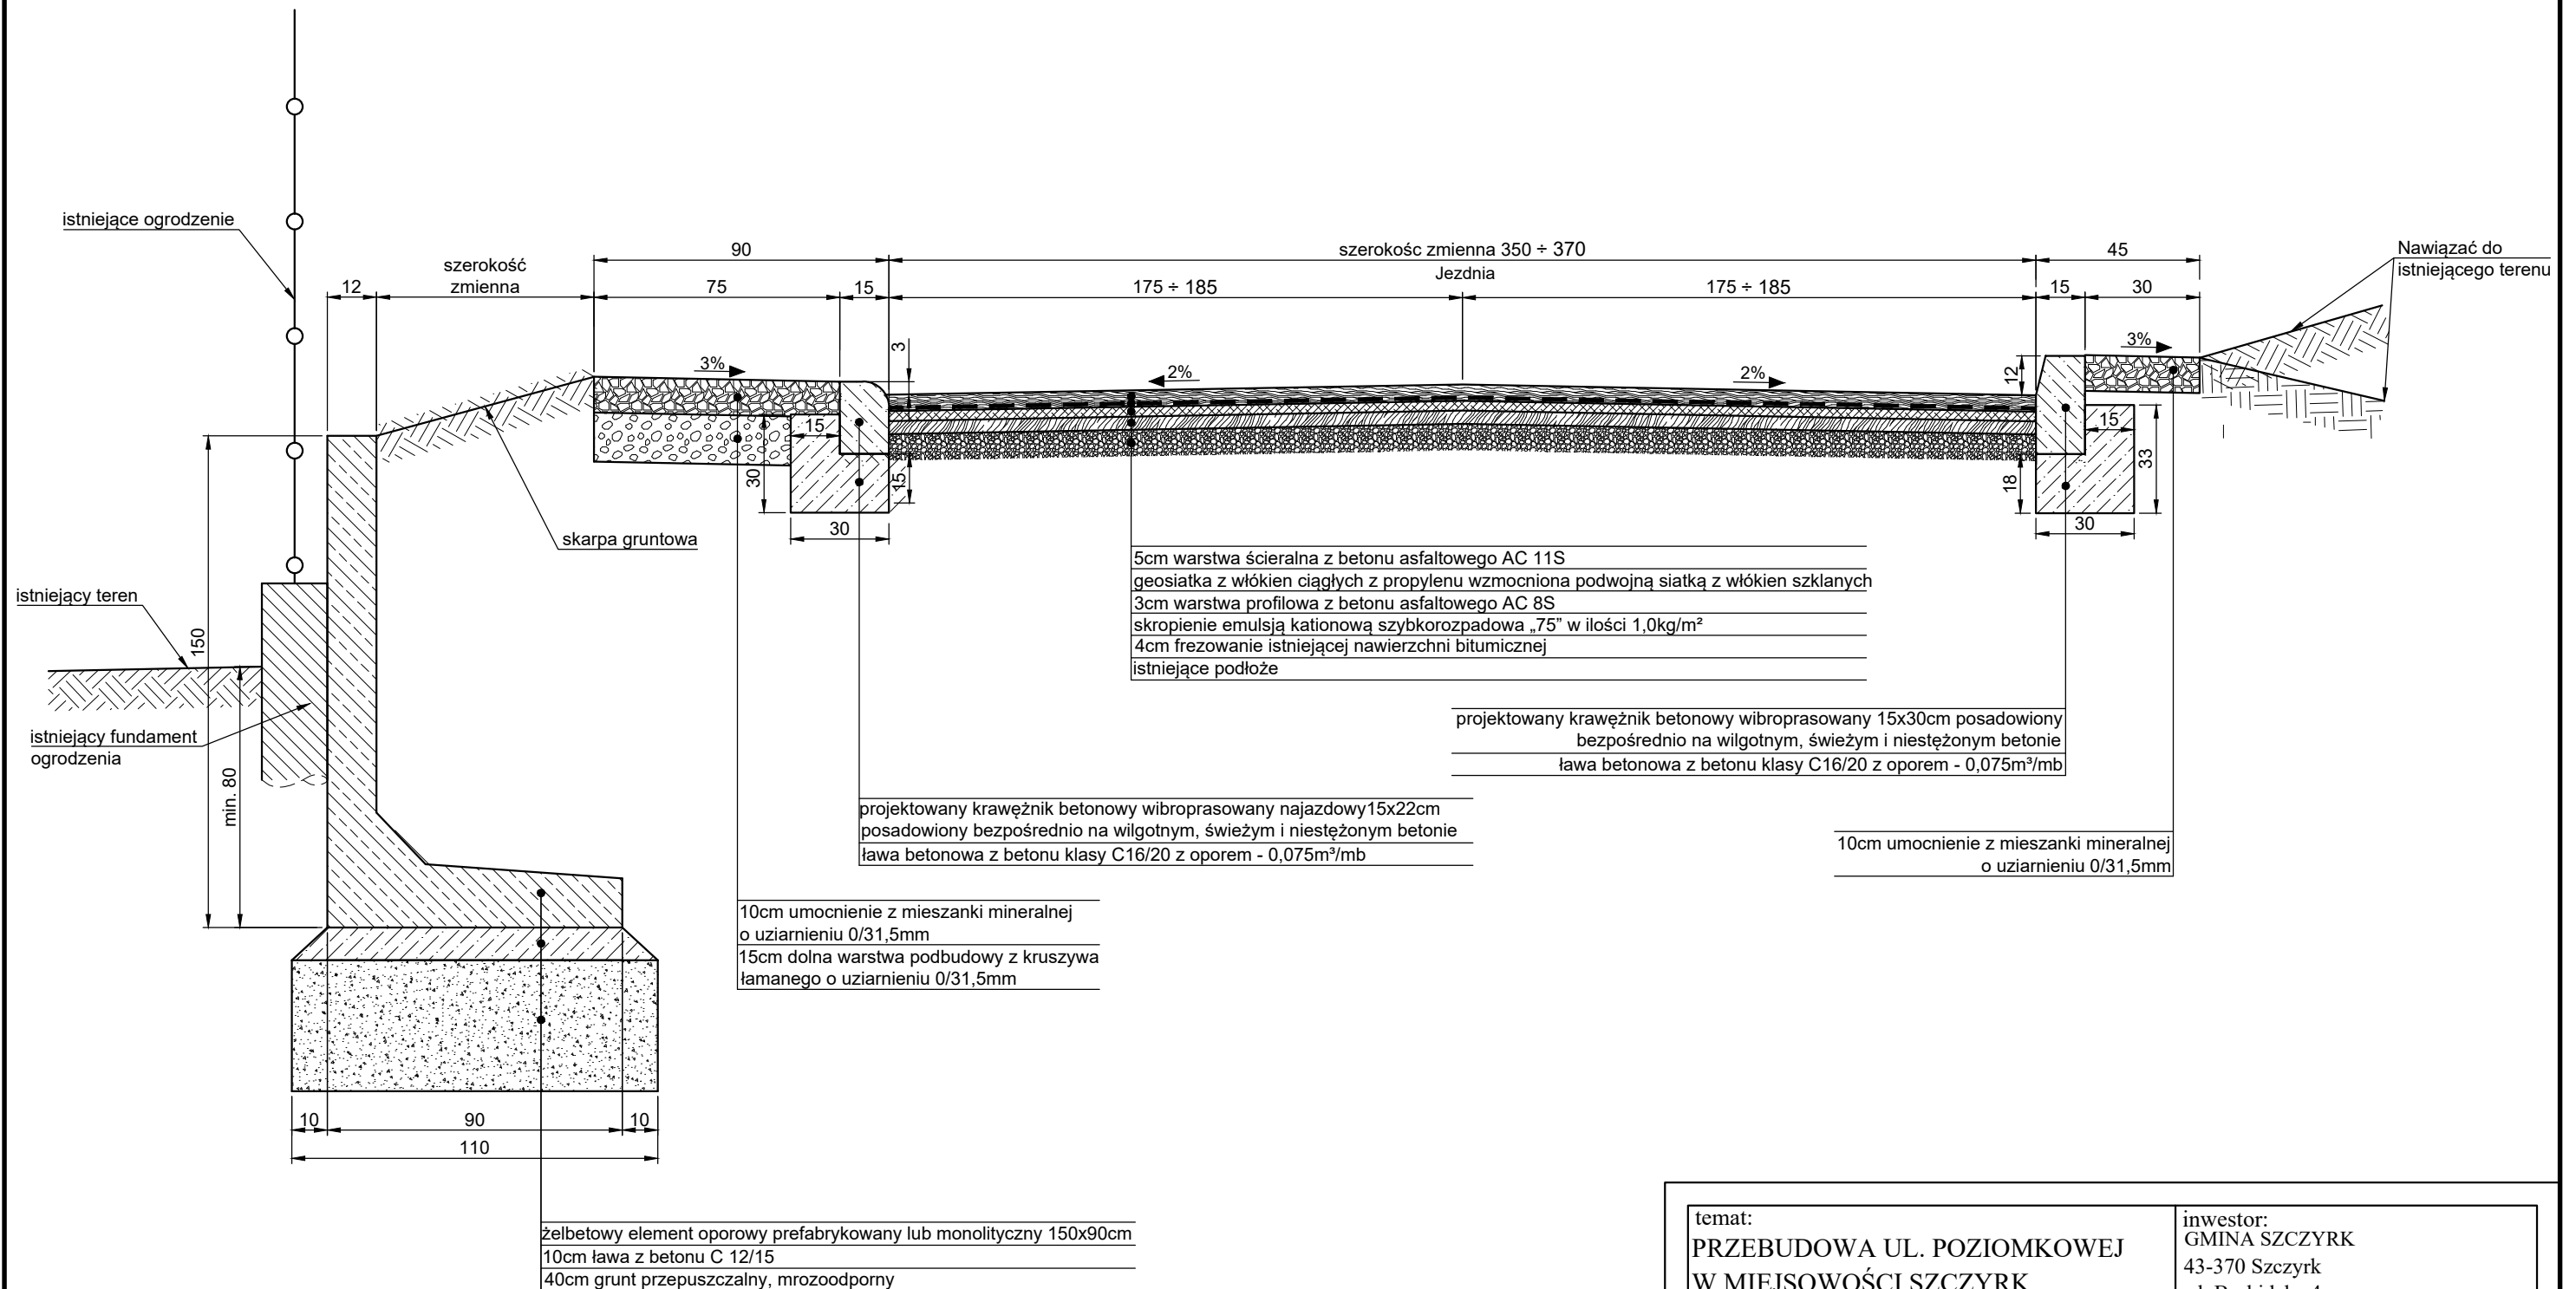 istniejące ogrodzenie
szerokość
zmienna
90
szerokośc zmienna 350 ÷ 370
Jezdnia
45
Nawiązać do
istniejącego terenu
12
75
15
175 ÷ 185
175 ÷ 185
15
30
3%
3
2%
2%
12
3%
15
30
15
30
15
33
18
30
skarpa gruntowa
istniejący teren
150
min. 80
istniejący fundament
ogrodzenia
5cm warstwa ścieralna z betonu asfaltowego AC 11S
geosiatka z włókien ciągłych z propylenu wzmocniona podwojną siatką z włókien szklanych
3cm warstwa profilowa z betonu asfaltowego AC 8S
skropienie emulsją kationową szybkorozpadowa „75” w ilości 1,0kg/m²
4cm frezowanie istniejącej nawierzchni bitumicznej
istniejące podłoże
projektowany krawężnik betonowy wibroprasowany 15x30cm posadowiony
bezpośrednio na wilgotnym, świeżym i niestężonym betonie
ława betonowa z betonu klasy C16/20 z oporem - 0,075m³/mb
projektowany krawężnik betonowy wibroprasowany najazdowy15x22cm
posadowiony bezpośrednio na wilgotnym, świeżym i niestężonym betonie
ława betonowa z betonu klasy C16/20 z oporem - 0,075m³/mb
10cm umocnienie z mieszanki mineralnej
o uziarnieniu 0/31,5mm
10cm umocnienie z mieszanki mineralnej
o uziarnieniu 0/31,5mm
15cm dolna warstwa podbudowy z kruszywa
łamanego o uziarnieniu 0/31,5mm
10
90
10
110
żelbetowy element oporowy prefabrykowany lub monolityczny 150x90cm
10cm ława z betonu C 12/15
40cm grunt przepuszczalny, mrozoodporny
temat:
PRZEBUDOWA UL. POZIOMKOWEJ
W MIEJSOWOŚCI SZCZYRK
inwestor:
GMINA SZCZYRK
43-370 Szczyrk